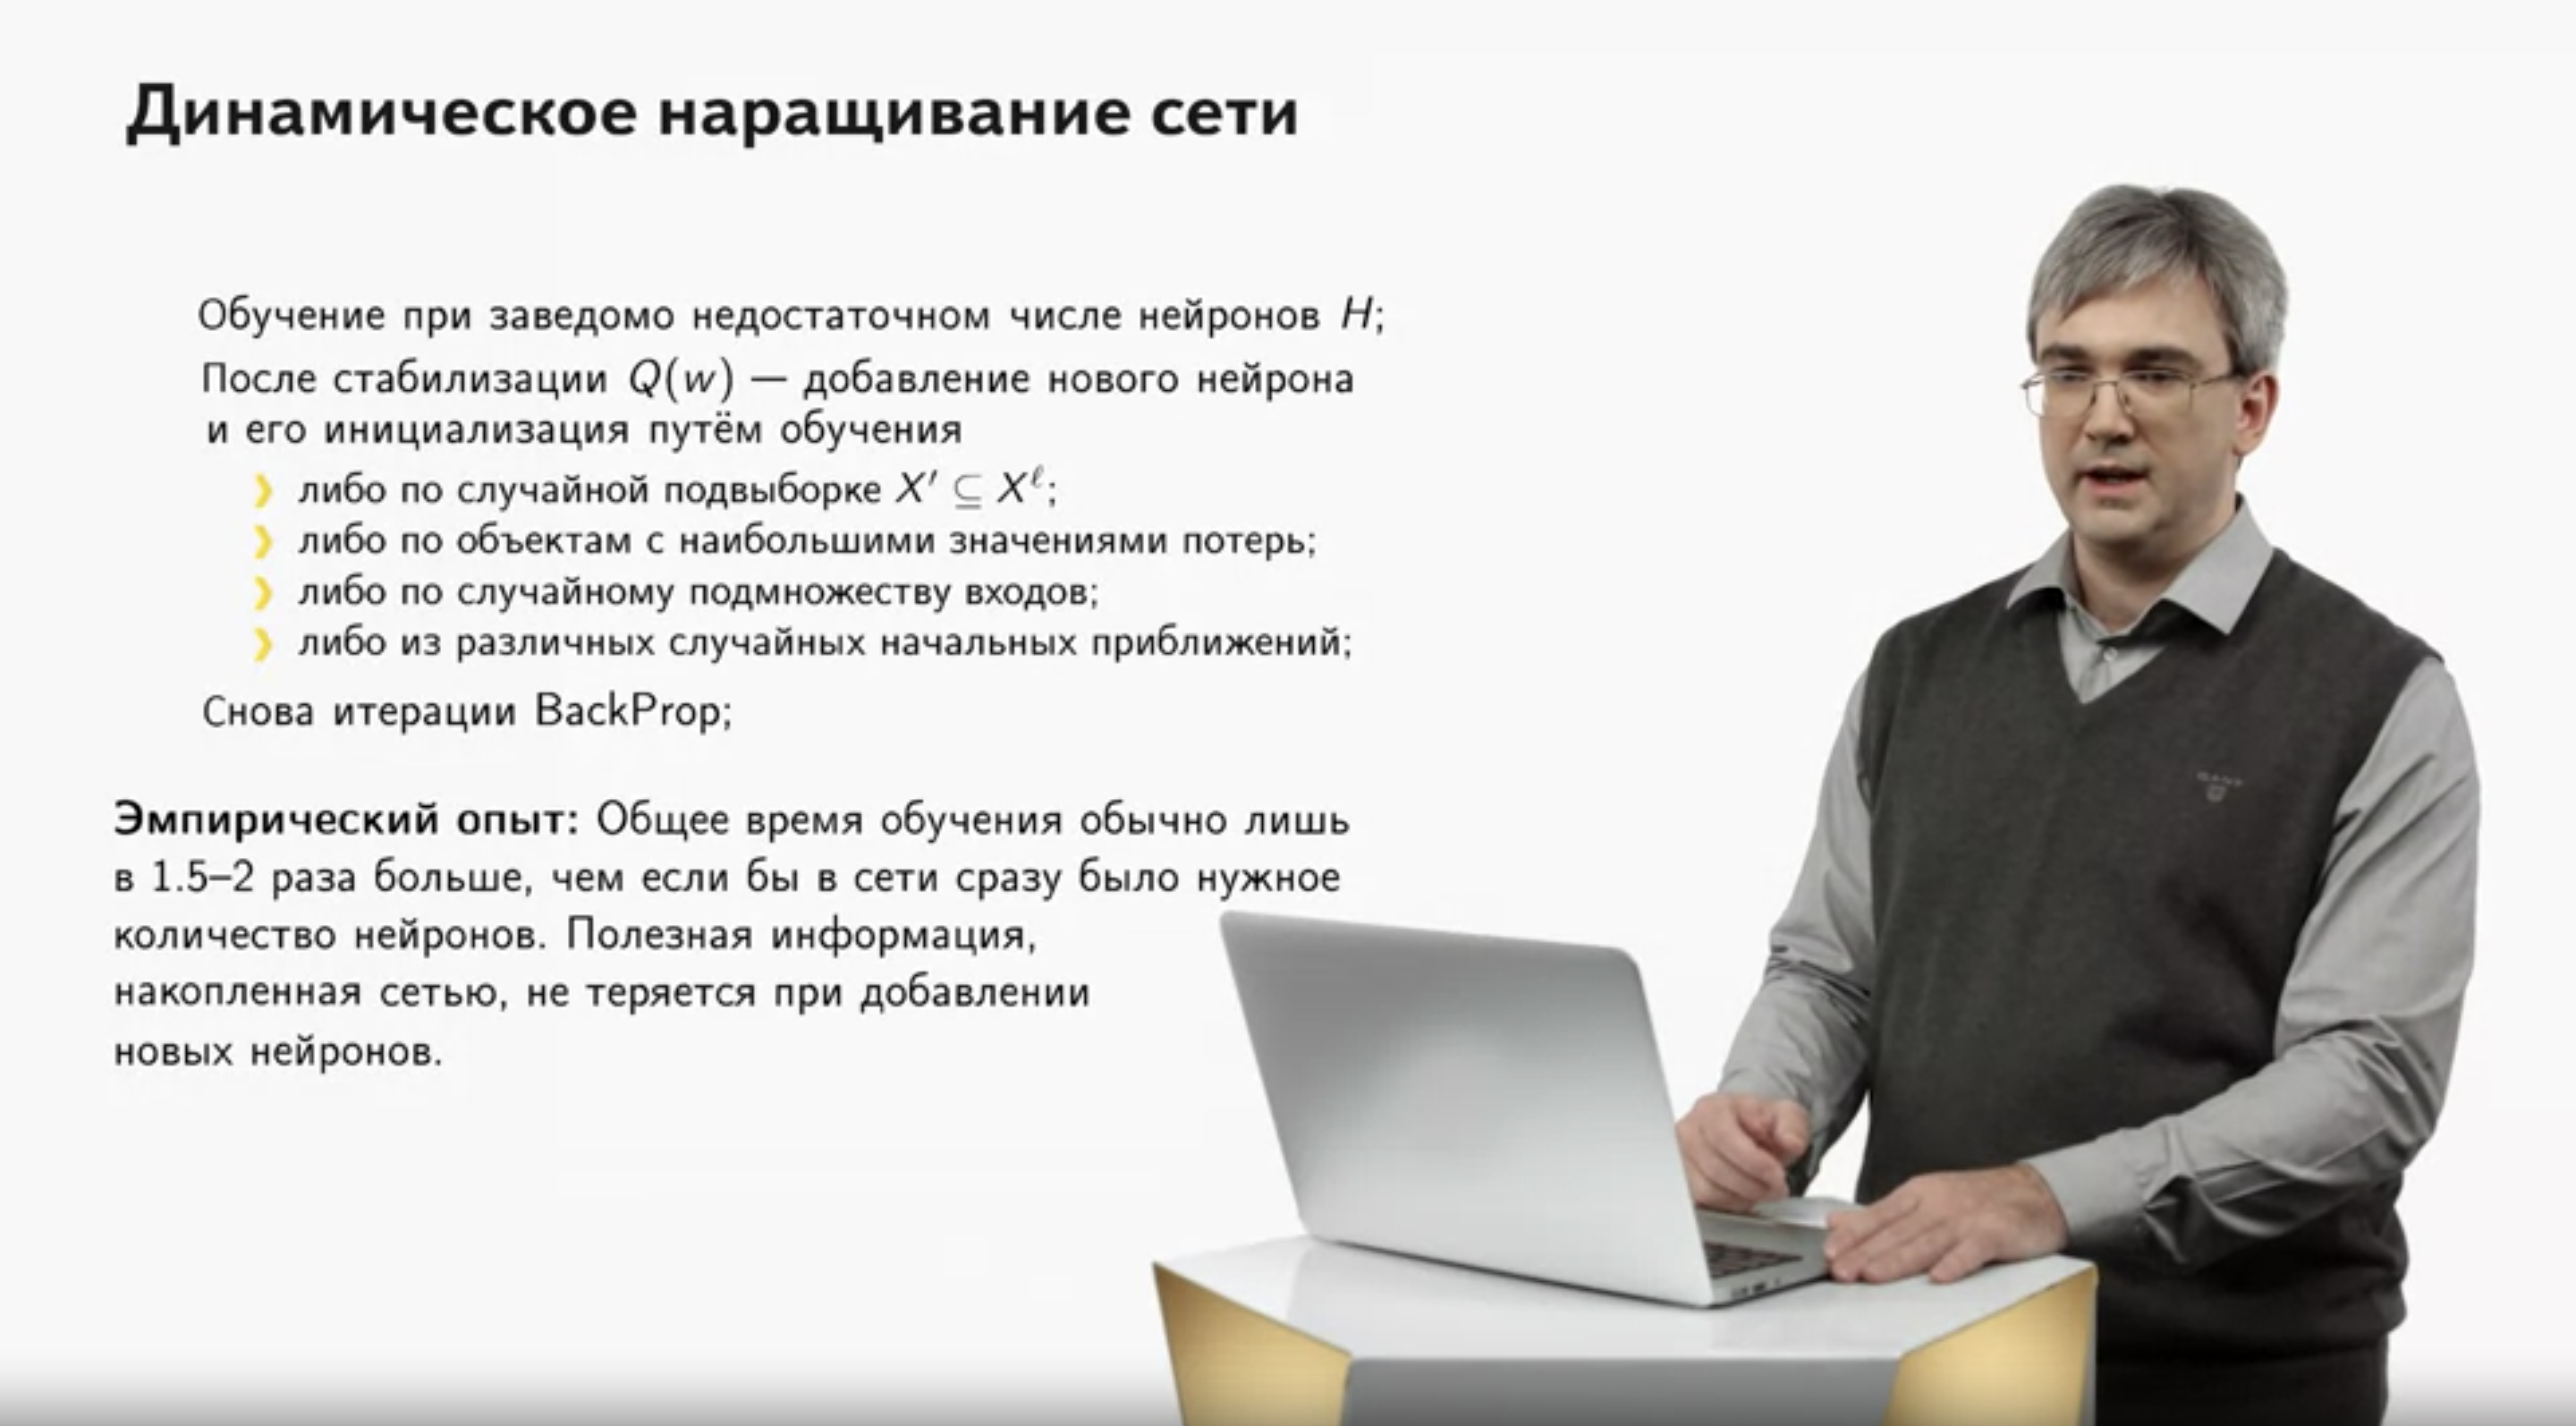 Динамическое наращивание сети
Обучение при заведомо недостаточном числе нейронов H;
После стабилизации Q(w) — добавление нового нейрона
и его инициализация путём обучения
❯ либо по случайной подвыборке X′ ⊆ Xℓ;
❯ либо по объектам с наибольшими значениями потерь;
❯ либо по случайному подмножеству входов;
❯ либо из различных случайных начальных приближений;
Снова итерации BackProp;
Эмпирический опыт: Общее время обучения обычно лишь
в 1.5–2 раза больше, чем если бы в сети сразу было нужное
количество нейронов. Полезная информация,
накопленная сетью, не теряется при добавлении
новых нейронов.
GANT